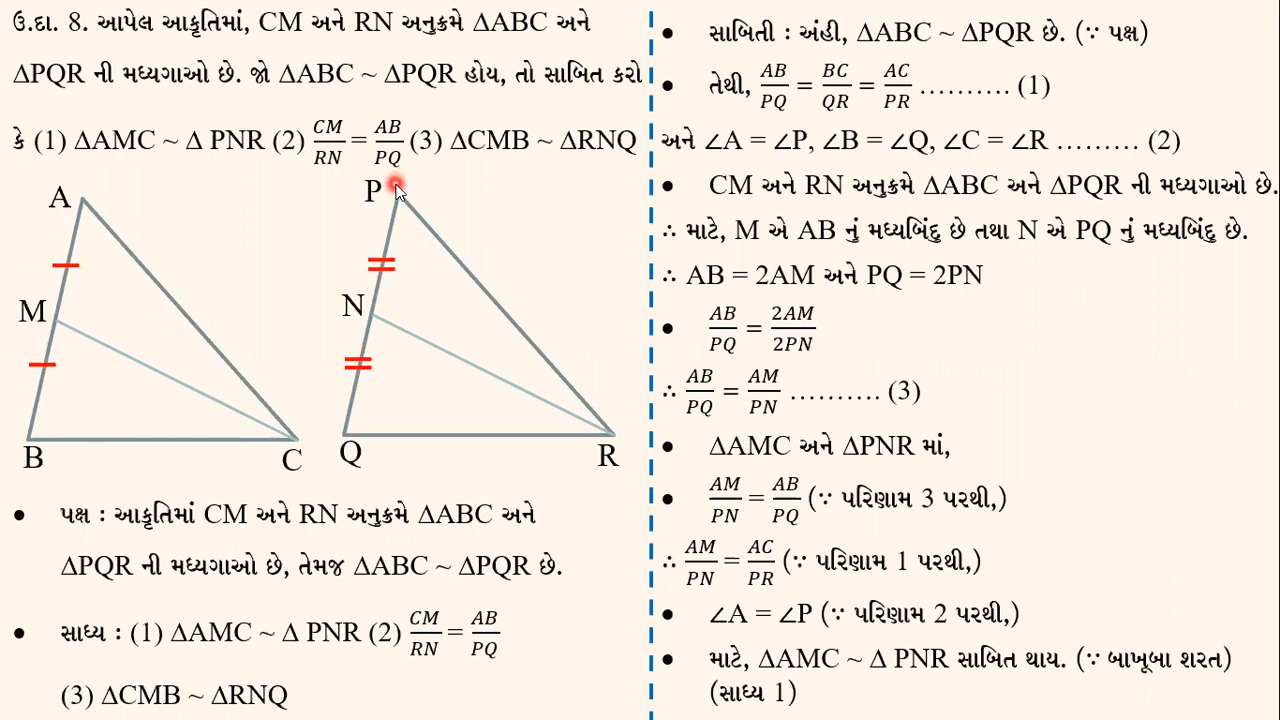 ઉ.દા. 8. આપેલ આકૃતિમાં, CM અને RN અનુક્રમે ΔABC અને
ΔPQR ની મધ્યગાઓ છે. જો ΔABC ~ ΔPQR હોય, તો સાબિત કરો
કે (1) ΔAMC ~ Δ PNR (2) CM/RN = AB/PQ (3) ΔCMB ~ ΔRNQ
A
M
B
C
P
N
Q
R
• પક્ષ : આકૃતિમાં CM અને RN અનુક્રમે ΔABC અને
ΔPQR ની મધ્યગાઓ છે, તેમજ ΔABC ~ ΔPQR છે.
• સાધ્ય : (1) ΔAMC ~ Δ PNR (2) CM/RN = AB/PQ
(3) ΔCMB ~ ΔRNQ
• સાબિતી : અંહી, ΔABC ~ ΔPQR છે. (∵ પક્ષ)
• તેથી, AB/PQ = BC/QR = AC/PR ………. (1)
અને ∠A = ∠P, ∠B = ∠Q, ∠C = ∠R ……… (2)
• CM અને RN અનુક્રમે ΔABC અને ΔPQR ની મધ્યગાઓ છે.
∴ માટે, M એ AB નું મધ્યબિંદુ છે તથા N એ PQ નું મધ્યબિંદુ છે.
∴ AB = 2AM અને PQ = 2PN
• AB/PQ = 2AM/2PN
∴ AB/PQ = AM/PN ………. (3)
• ΔAMC અને ΔPNR માં,
• AM/PN = AB/PQ (∵ પરિણામ 3 પરથી,)
∴ AM/PN = AC/PR (∵ પરિણામ 1 પરથી,)
• ∠A = ∠P (∵ પરિણામ 2 પરથી,)
• માટે, ΔAMC ~ Δ PNR સાબિત થાય. (∵ બાખૂબા શરત)
(સાધ્ય 1)